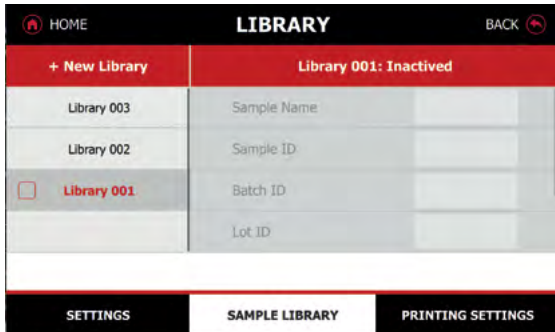 HOME LIBRARY BACK
+ New Library Library 001: Inactived
Library 003 Sample Name
Library 002 Sample ID
Library 001 Batch ID
Lot ID
SETTINGS SAMPLE LIBRARY PRINTING SETTINGS